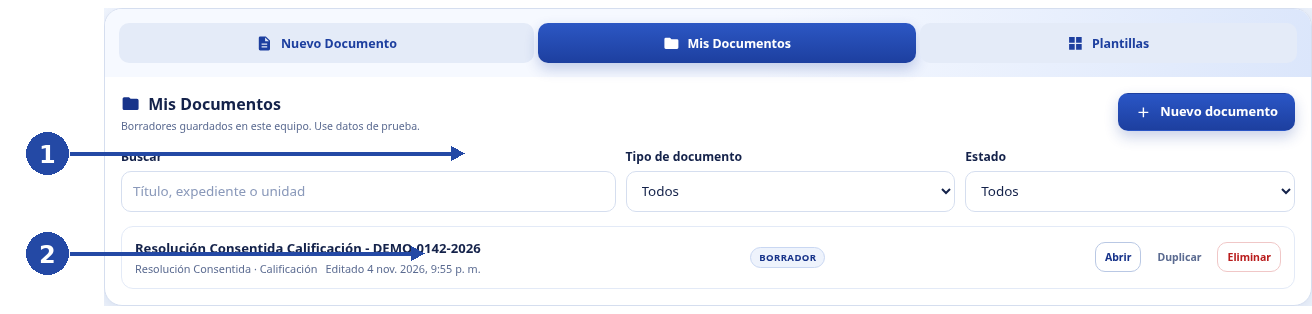 Nuevo Documento
Mis Documentos
Plantillas
Mis Documentos
Nuevo documento
Borradores guardados en este equipo. Use datos de prueba.
1
Buscar
Tipo de documento
Estado
Título, expediente o unidad
Todos
Todos
2
Resolución Consentida Calificación - DEMO-0142-2026
BORRADOR
Abrir
Duplicar
Eliminar
Resolución Consentida · Calificación Editado 4 nov. 2026, 9:55 p. m.